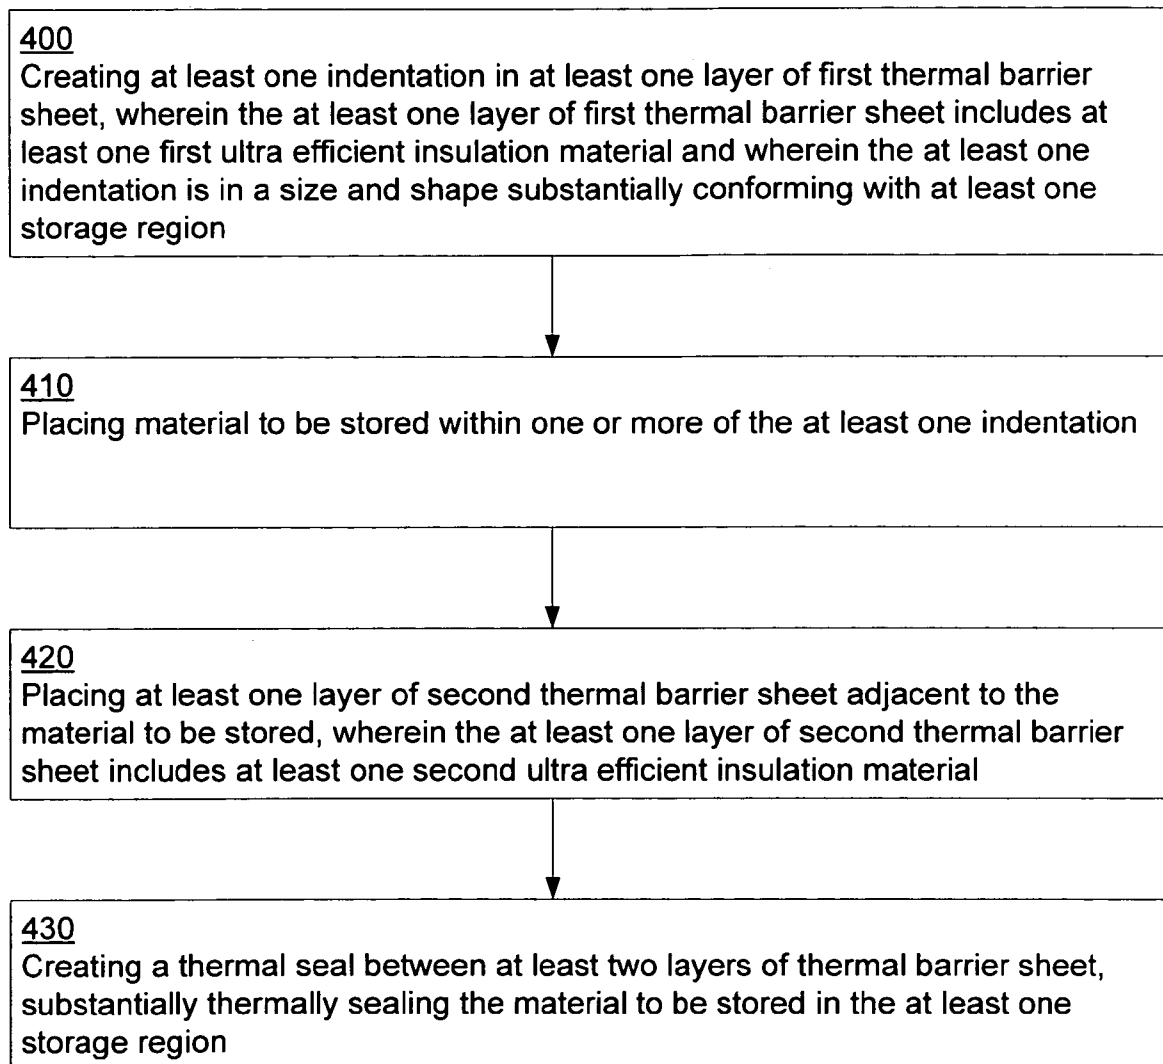 400
Creating at least one indentation in at least one layer of first thermal barrier
sheet, wherein the at least one layer of first thermal barrier sheet includes at
least one first ultra efficient insulation material and wherein the at least one
indentation is in a size and shape substantially conforming with at least one
storage region
410
Placing material to be stored within one or more of the at least one indentation
420
Placing at least one layer of second thermal barrier sheet adjacent to the
material to be stored, wherein the at least one layer of second thermal barrier
sheet includes at least one second ultra efficient insulation material
430
Creating a thermal seal between at least two layers of thermal barrier sheet,
substantially thermally sealing the material to be stored in the at least one
storage region